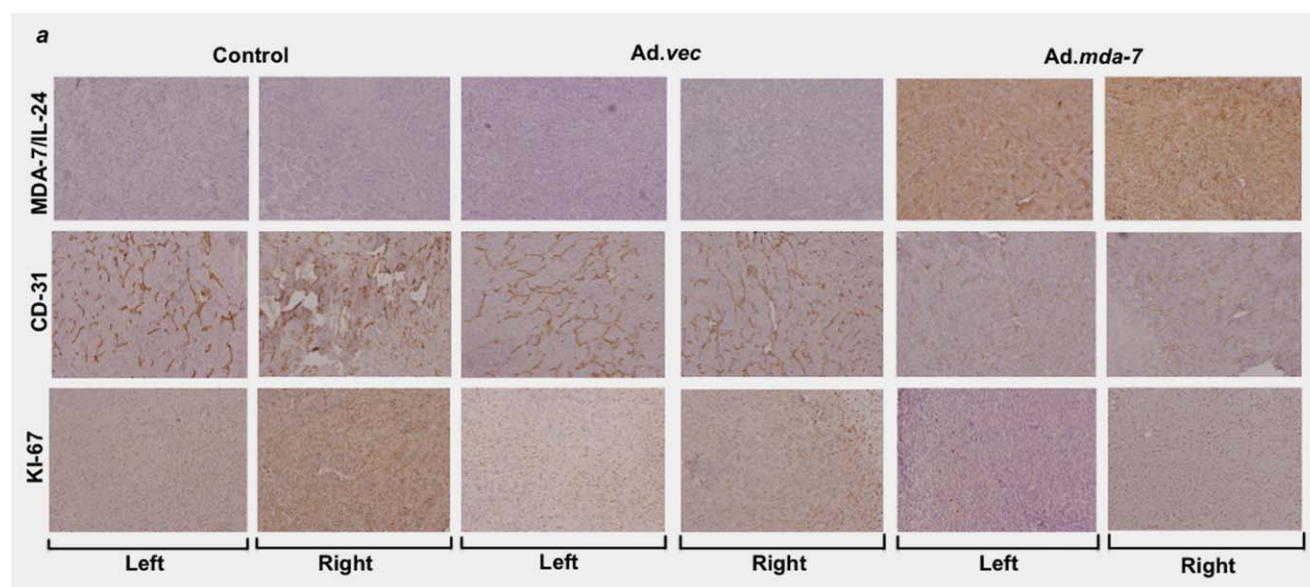 a
Control Ad.vec Ad.mda-7
MDA-7/IL-24
CD-31
KI-67
Left Right Left Right Left Right